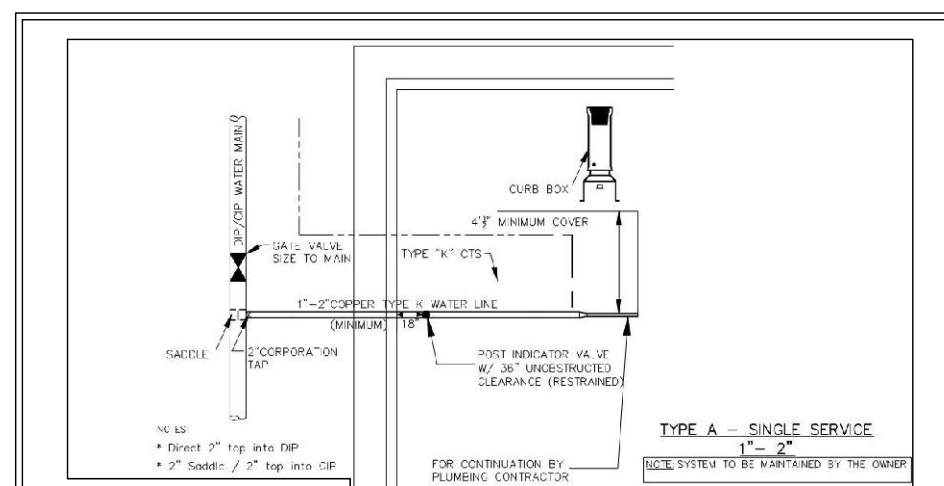 DIP/CIP WATER MAIN
CURB BOX
MINIMUM COVER
GATE VALVE
SIZE TO MAIN
TYPE "K" CTS
1"-2"COPPER TYPE K WATER LINE
(MINIMUM) 18"
SADDLE
2"CORPORATION
TAP
POST INDICATOR VALVE
W/ 36" UNOBSTRUCTED
CLEARANCE (RESTRAINED)
NOTES
* Direct 2" tap into DIP
* 2" Saddle / 2" tap into CIP
FOR CONTINUATION BY
PLUMBING CONTRACTOR
TYPE A - SINGLE SERVICE
1"- 2"
NOTE: SYSTEM TO BE MAINTAINED BY THE OWNER